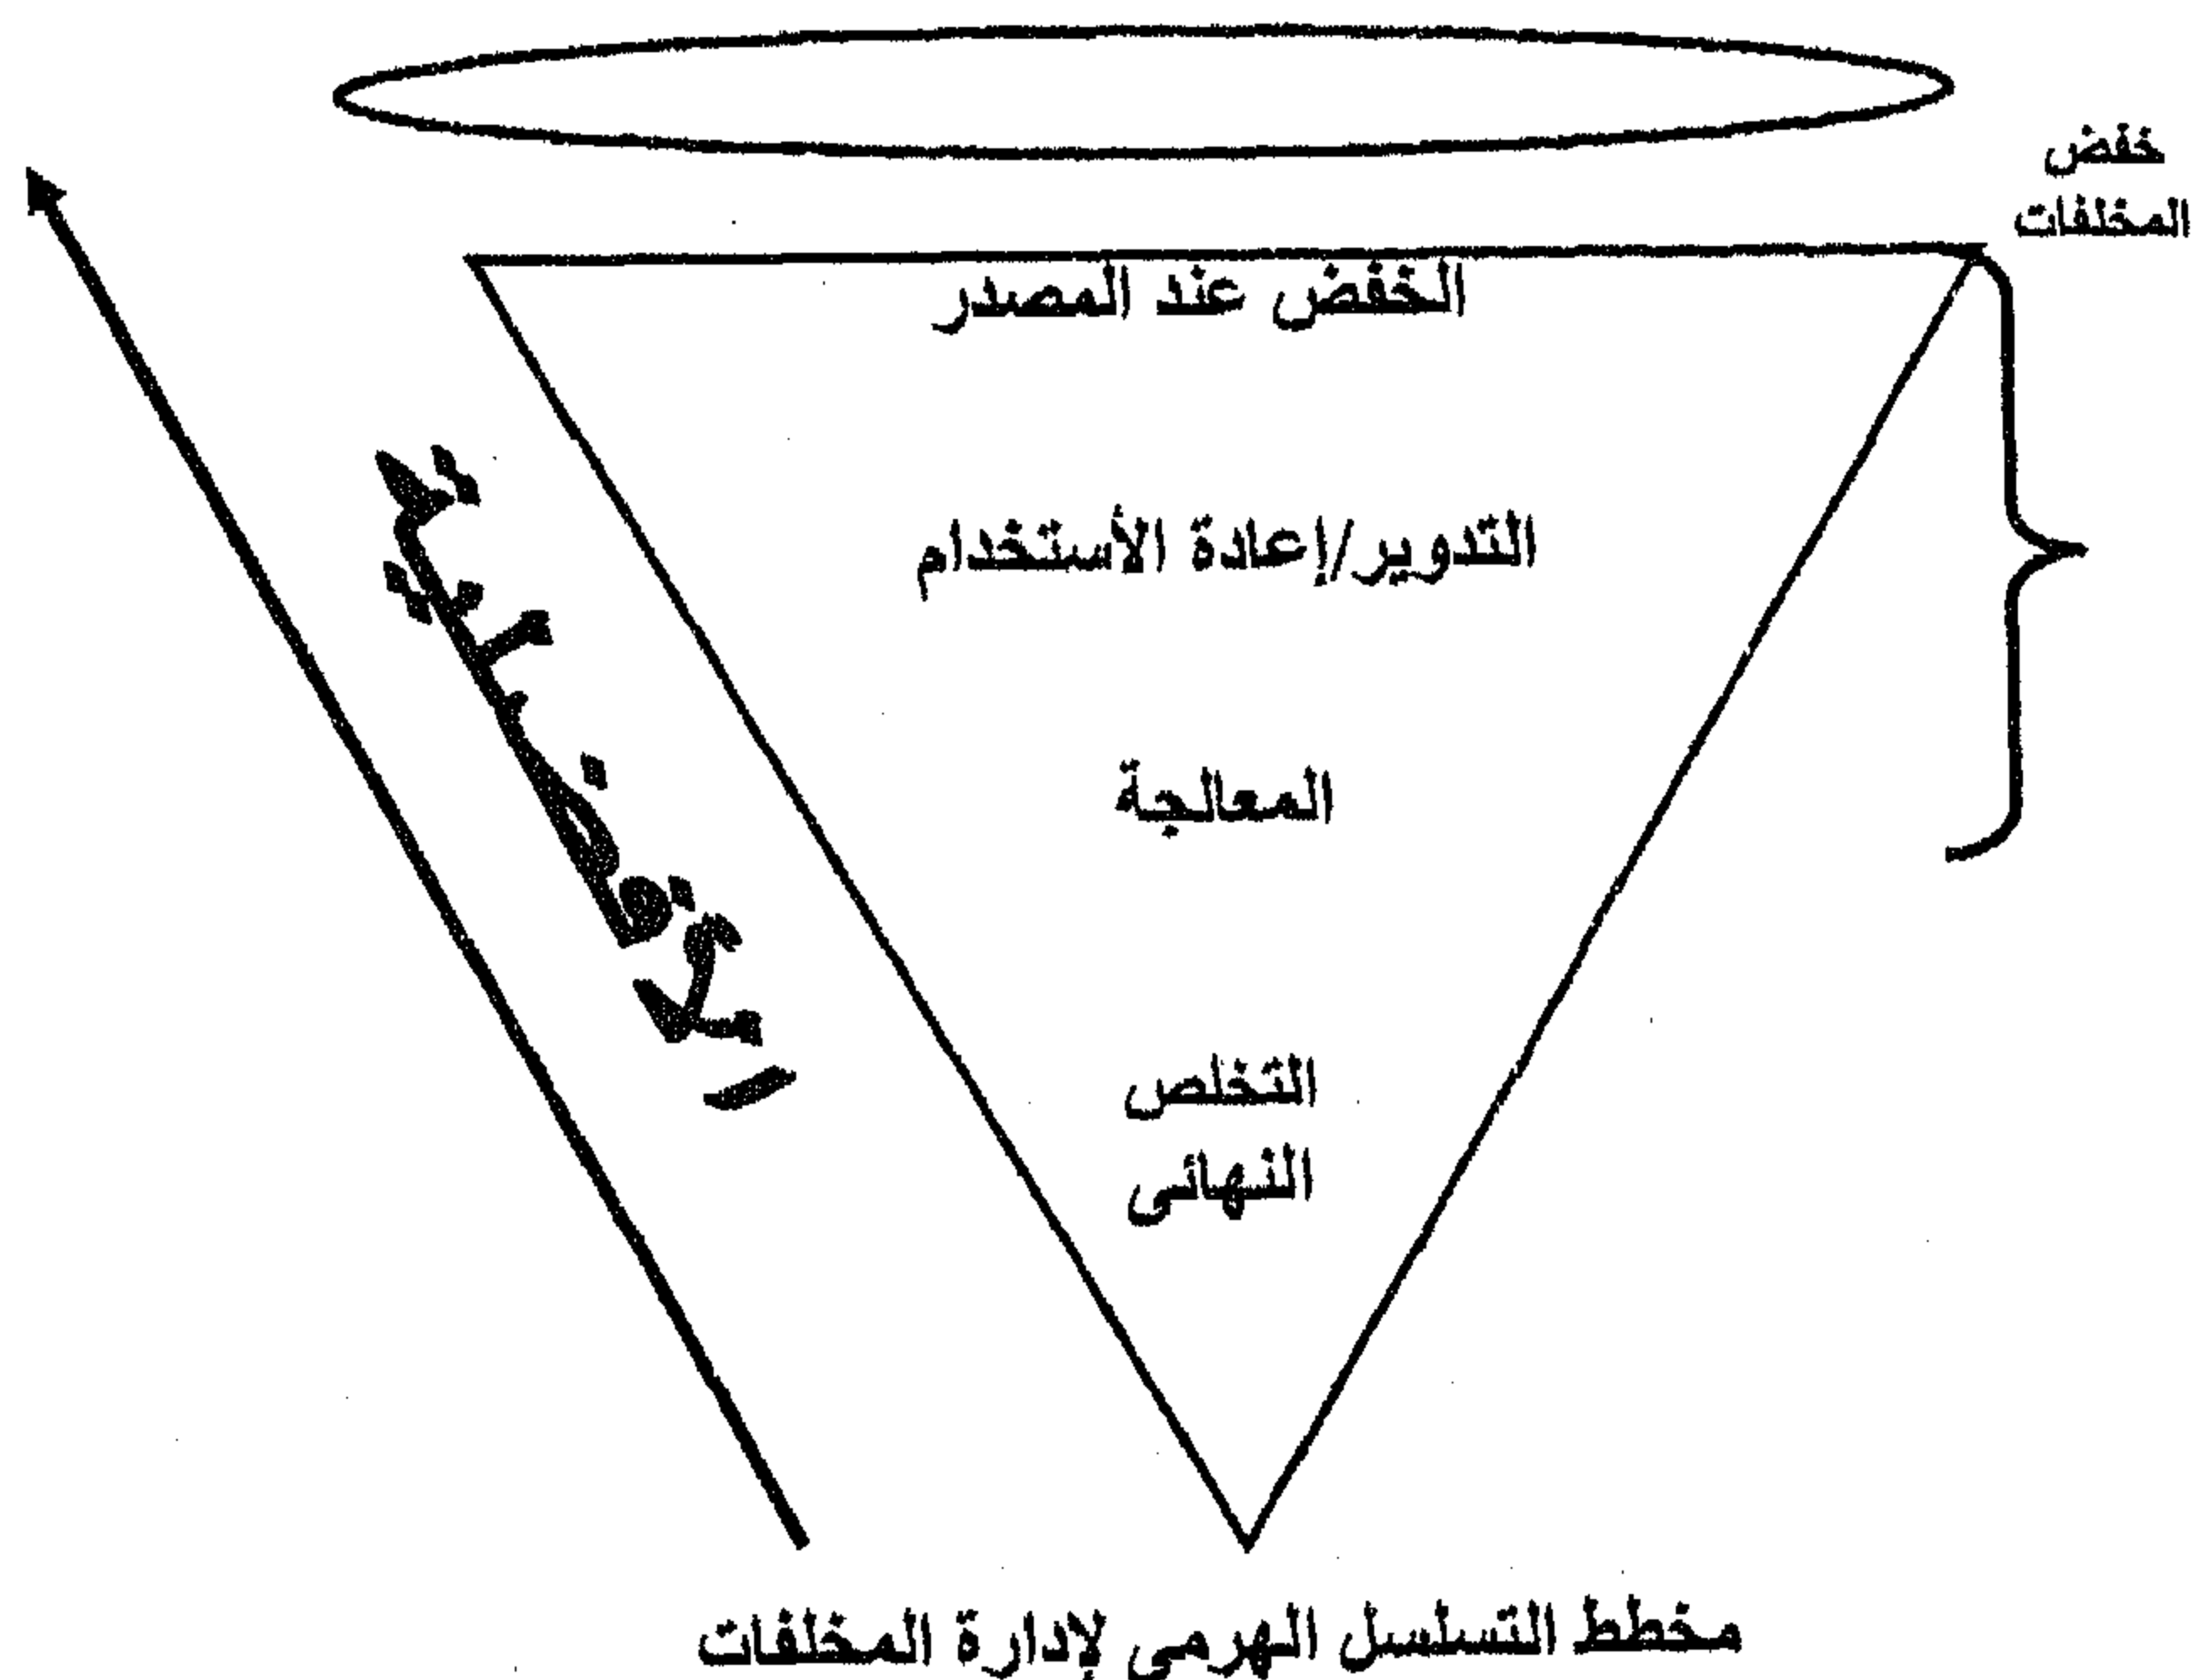 خفض
المخلفات
الخفض عند المصدر
التدوير/إعادة الأستخدام
المعالجة
التخلص
النهائى
الأفضلية
مخطط التسلسل الهرمى لإدارة المخلفات